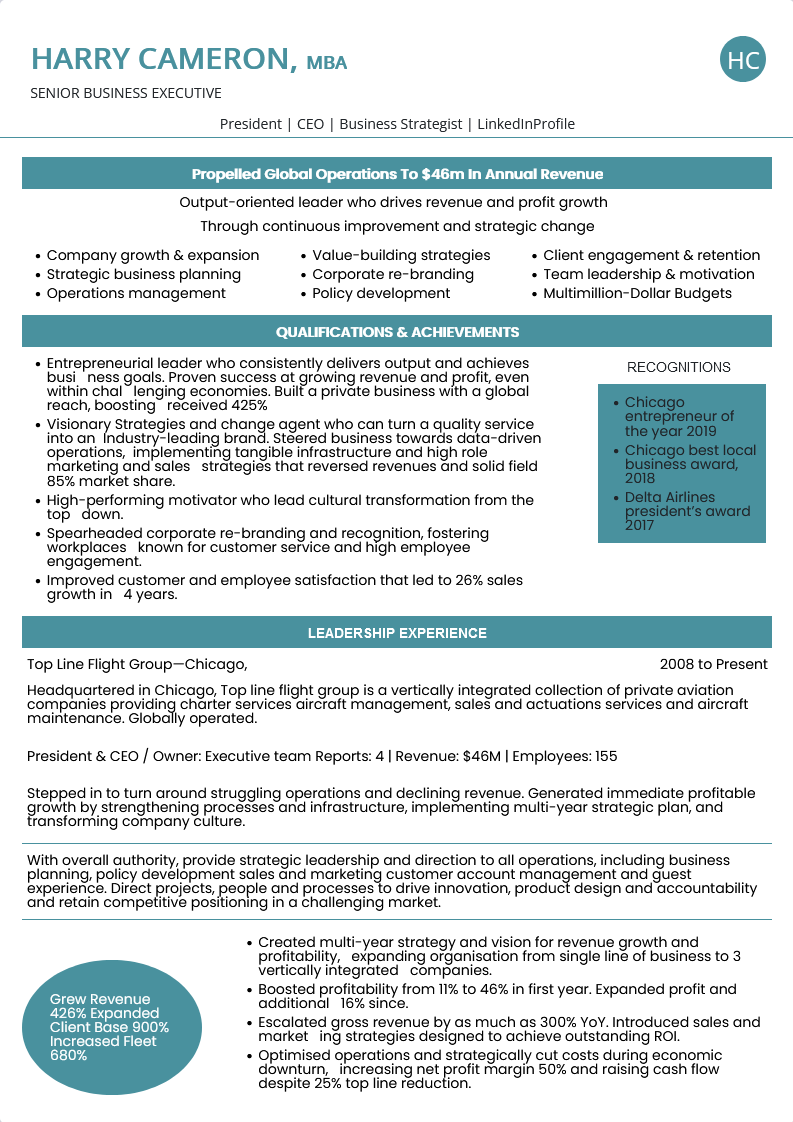 HARRY CAMERON, MBA
HC
SENIOR BUSINESS EXECUTIVE
President | CEO | Business Strategist | LinkedInProfile
Propelled Global Operations To $46m In Annual Revenue
Output-oriented leader who drives revenue and profit growth
Through continuous improvement and strategic change
• Company growth & expansion
• Strategic business planning
• Operations management
• Value-building strategies
• Corporate re-branding
• Policy development
• Client engagement & retention
• Team leadership & motivation
• Multimillion-Dollar Budgets
QUALIFICATIONS & ACHIEVEMENTS
• Entrepreneurial leader who consistently delivers output and achieves
busi ness goals. Proven success at growing revenue and profit, even
within chal lenging economies. Built a private business with a global
reach, boosting received 425%
• Visionary Strategies and change agent who can turn a quality service
into an Industry-leading brand. Steered business towards data-driven
operations, implementing tangible infrastructure and high role
marketing and sales strategies that reversed revenues and solid field
85% market share.
• High-performing motivator who lead cultural transformation from the
top down.
• Spearheaded corporate re-branding and recognition, fostering
workplaces known for customer service and high employee
engagement.
• Improved customer and employee satisfaction that led to 26% sales
growth in 4 years.
RECOGNITIONS
• Chicago
entrepreneur of
the year 2019
• Chicago best local
business award,
2018
• Delta Airlines
president's award
2017
LEADERSHIP EXPERIENCE
Top Line Flight Group—Chicago, 2008 to Present
Headquartered in Chicago, Top line flight group is a vertically integrated collection of private aviation
companies providing charter services aircraft management, sales and actuations services and aircraft
maintenance. Globally operated.
President & CEO / Owner: Executive team Reports: 4 | Revenue: $46M | Employees: 155
Stepped in to turn around struggling operations and declining revenue. Generated immediate profitable
growth by strengthening processes and infrastructure, implementing multi-year strategic plan, and
transforming company culture.
With overall authority, provide strategic leadership and direction to all operations, including business
planning, policy development sales and marketing customer account management and guest
experience. Direct projects, people and processes to drive innovation, product design and accountability
and retain competitive positioning in a challenging market.
Grew Revenue
426% Expanded
Client Base 900%
Increased Fleet
680%
• Created multi-year strategy and vision for revenue growth and
profitability, expanding organisation from single line of business to 3
vertically integrated companies.
• Boosted profitability from 11% to 46% in first year. Expanded profit and
additional 16% since.
• Escalated gross revenue by as much as 300% YoY. Introduced sales and
market ing strategies designed to achieve outstanding ROI.
• Optimised operations and strategically cut costs during economic
downturn, increasing net profit margin 50% and raising cash flow
despite 25% top line reduction.